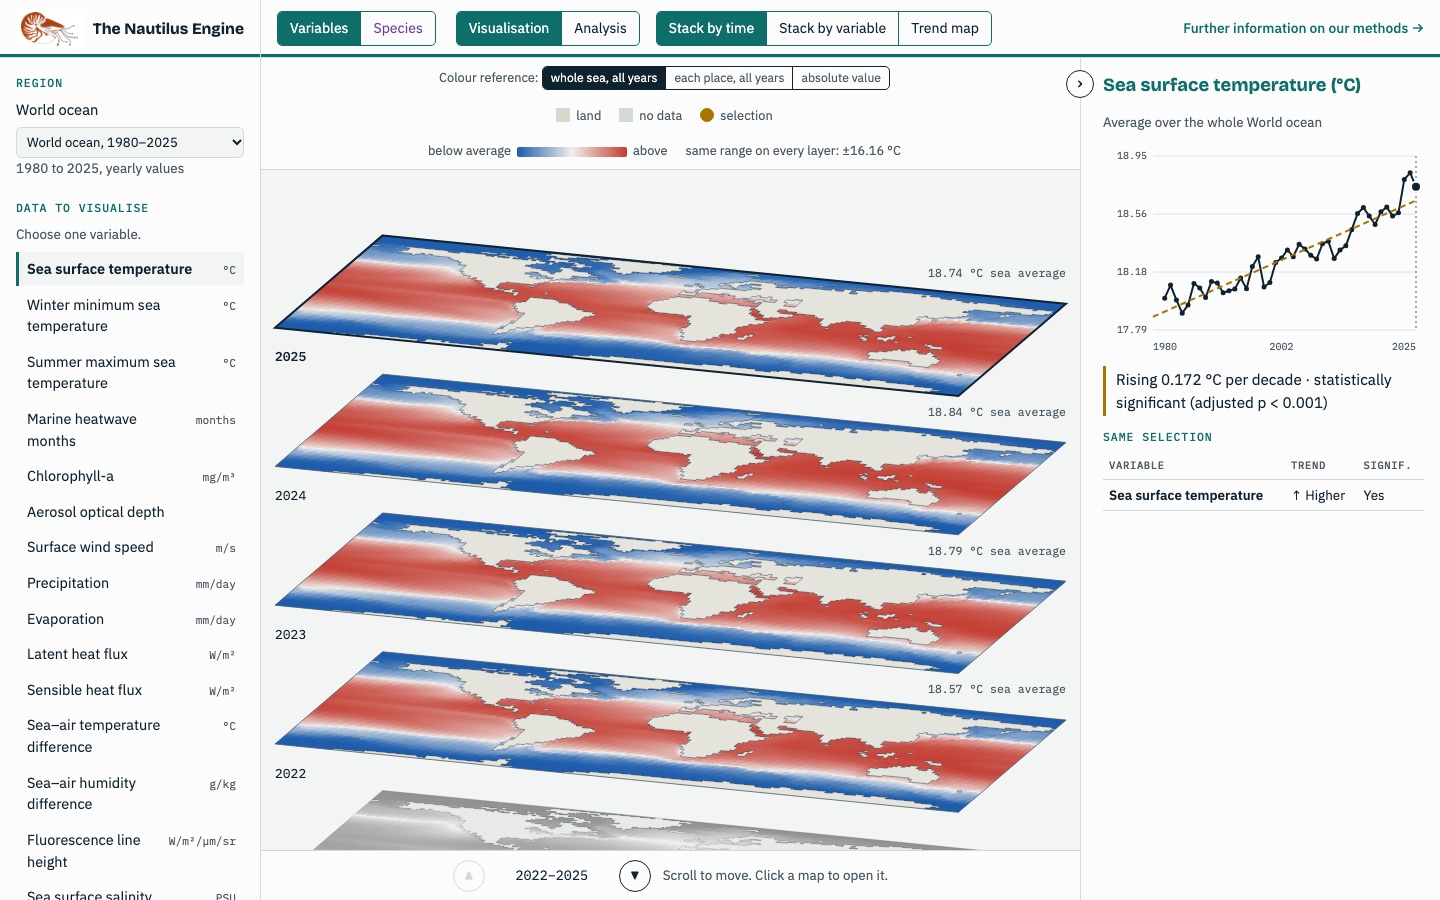 The Nautilus Engine
Variables Species Visualisation Analysis Stack by time Stack by variable Trend map
Further information on our methods →
REGION
World ocean
World ocean, 1980–2025
1980 to 2025, yearly values
DATA TO VISUALISE
Choose one variable.
Sea surface temperature °C
Winter minimum sea temperature °C
Summer maximum sea temperature °C
Marine heatwave months months
Chlorophyll-a mg/m³
Aerosol optical depth
Surface wind speed m/s
Precipitation mm/day
Evaporation mm/day
Latent heat flux W/m²
Sensible heat flux W/m²
Sea–air temperature difference °C
Sea–air humidity difference g/kg
Fluorescence line height W/m²/µm/sr
Sea surface salinity PSU
Colour reference: whole sea, all years each place, all years absolute value
land no data selection
below average above same range on every layer: ±16.16 °C
18.74 °C sea average
2025
18.84 °C sea average
2024
18.79 °C sea average
2023
18.57 °C sea average
2022
▲ 2022–2025 ▼ Scroll to move. Click a map to open it.
›
Sea surface temperature (°C)
Average over the whole World ocean
18.95
18.56
18.18
17.79
1980 2002 2025
Rising 0.172 °C per decade · statistically
significant (adjusted p < 0.001)
SAME SELECTION
VARIABLE TREND SIGNIF.
Sea surface temperature ↑ Higher Yes